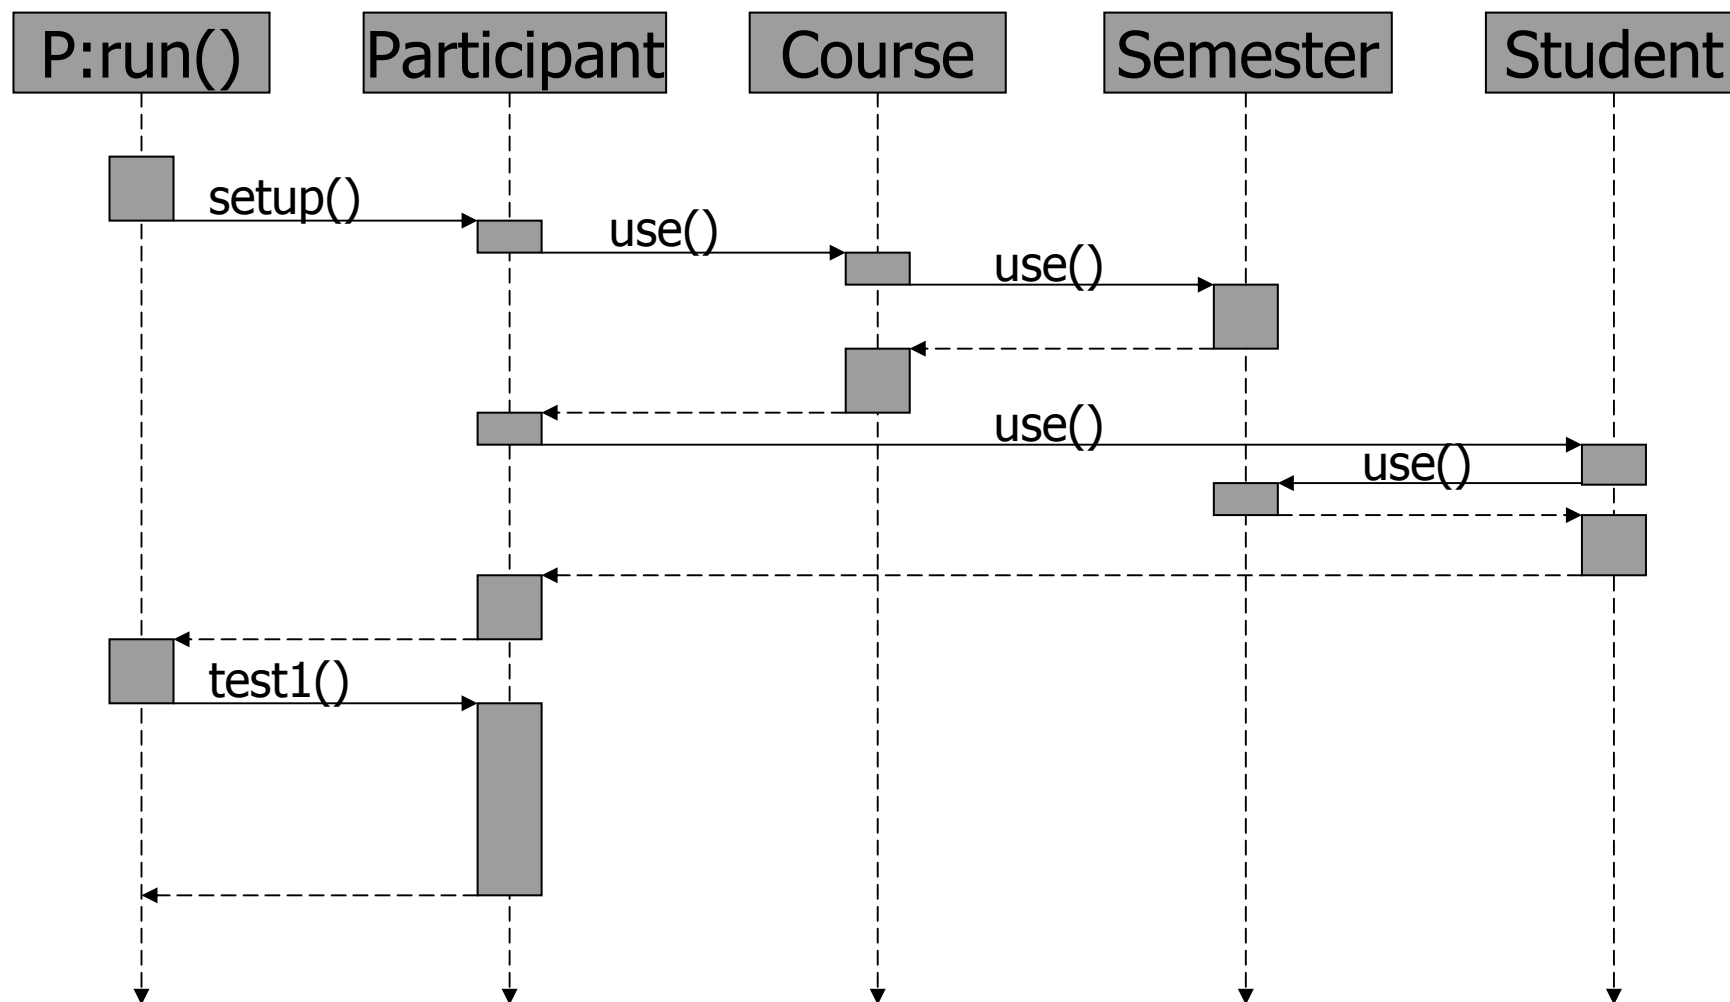 P:run()
Participant
Course
Semester
Student
setup()
use()
use()
use()
use()
test1()